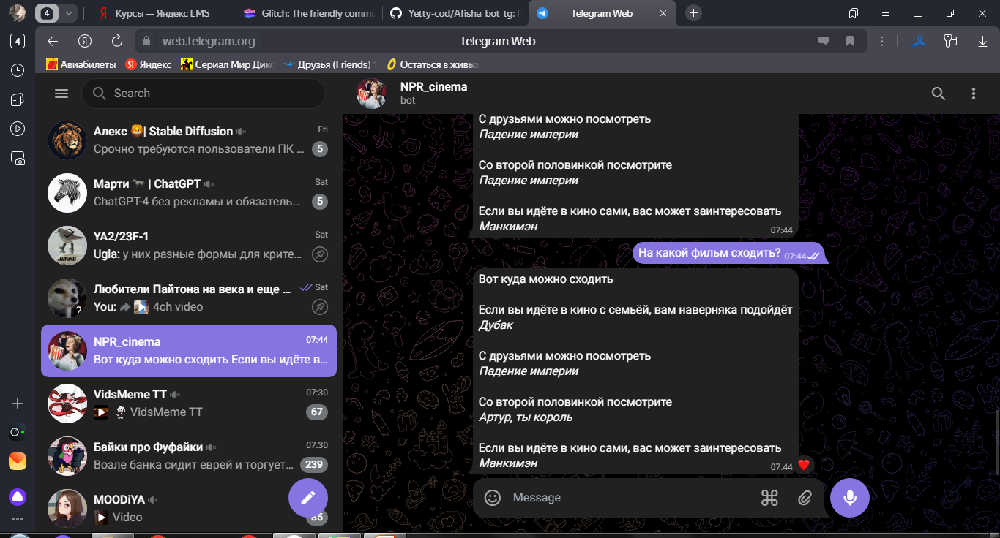 4
Курсы — Яндекс LMS
Glitch: The friendly commu
Yetty-cod/Afisha_bot_tg:
Telegram Web
4
web.telegram.org
Telegram Web
Авиабилеты
Яндекс
Сериал Мир Дик
Друзья (Friends) 1
Остаться в живых
Search
NPR_cinema
bot
Алекс 🦁| Stable Diffusion
Fri
Срочно требуются пользователи ПК ...
5
Марти 🦓 | ChatGPT
Sat
ChatGPT-4 без рекламы и обязатель...
5
YA2/23F-1
Sat
Ugla: у них разные формы для крите...
штош
Любители Пайтона на века и еще ...
Sat
You: 4ch video
?
NPR_cinema
07:44
Вот куда можно сходить Если вы идёте в...
VidsMeme TT
07:30
VidsMeme TT
67
Байки про Фуфайки
07:30
Возле банка сидит еврей и торгует...
239
MOODiYA
Video
85
С друзьями можно посмотреть
Падение империи
Со второй половинкой посмотрите
Падение империи
Если вы идёте в кино сами, вас может заинтересовать
Манкимэн
07:44
На какой фильм сходить?
07:44
Вот куда можно сходить
Если вы идёте в кино с семьёй, вам наверняка подойдёт
Дубак
С друзьями можно посмотреть
Падение империи
Со второй половинкой посмотрите
Артур, ты король
Если вы идёте в кино сами, вас может заинтересовать
Манкимэн
07:44 ❤️
Message